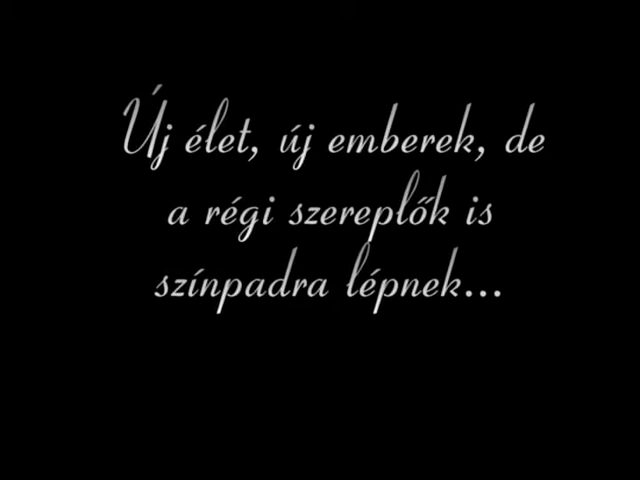 Új élet, új emberek, de
a régi szereplők is
színpadra lépnek...